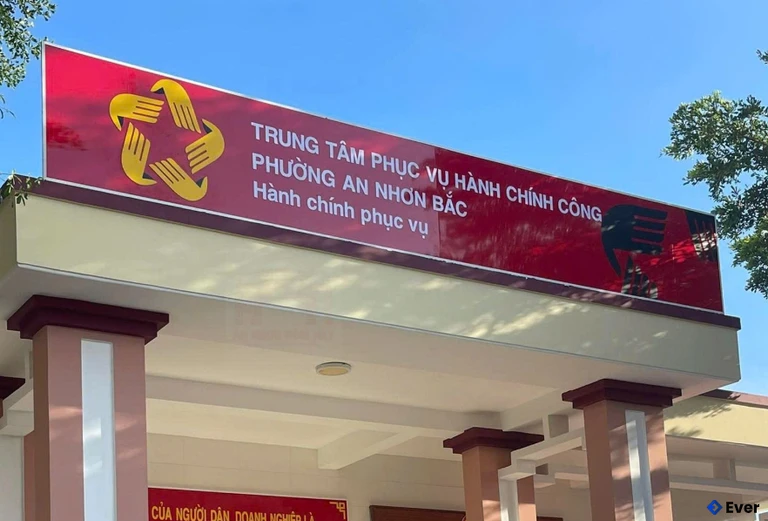 TRUNG TÂM PHỤC VỤ HÀNH CHÍNH CÔNG
PHƯỜNG AN NHƠN BẮC
Hành chính phục vụ
CỦA NGƯỜI DÂN, DOANH NGHIỆP LÀ
Ever